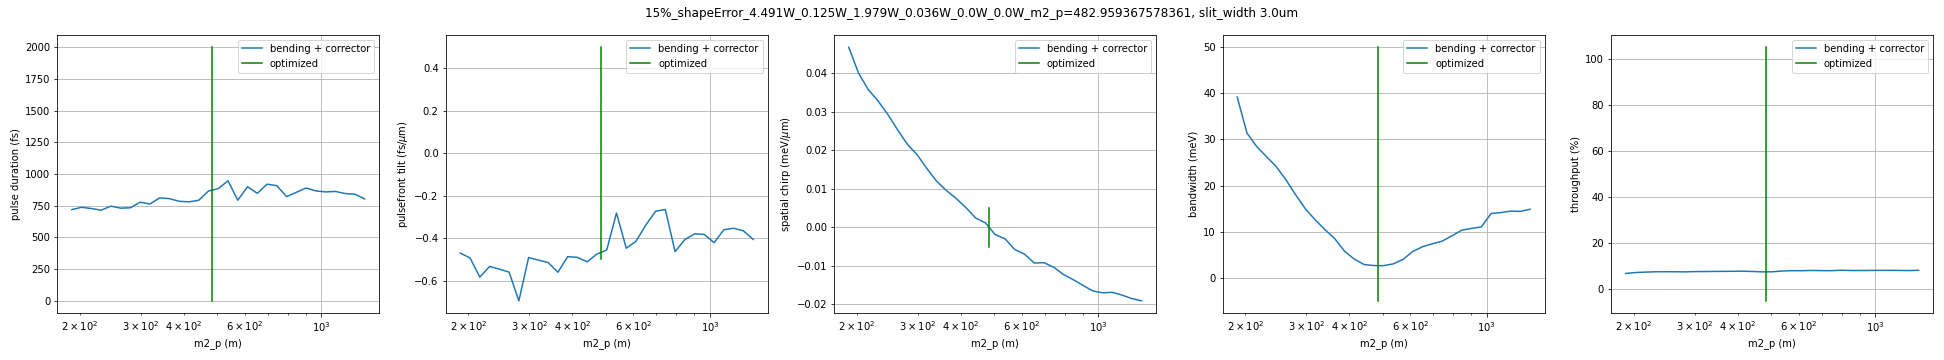 15%_shapeError_4.491W_0.125W_1.979W_0.036W_0.0W_0.0W_m2_p=482.959367578361, slit_width 3.0um
pulse duration (fs)
2000
1750
1500
1250
1000
750
500
250
0
bending + corrector
optimized
2 × 10²
3 × 10²
4 × 10²
6 × 10²
10³
m2_p (m)
pulsefront tilt (fs/μm)
0.4
0.2
0.0
−0.2
−0.4
−0.6
bending + corrector
optimized
2 × 10²
3 × 10²
4 × 10²
6 × 10²
10³
m2_p (m)
spatial chirp (meV/μm)
0.04
0.03
0.02
0.01
0.00
−0.01
−0.02
bending + corrector
optimized
2 × 10²
3 × 10²
4 × 10²
6 × 10²
10³
m2_p (m)
bandwidth (meV)
50
40
30
20
10
0
bending + corrector
optimized
2 × 10²
3 × 10²
4 × 10²
6 × 10²
10³
m2_p (m)
throughput (%)
100
80
60
40
20
0
bending + corrector
optimized
2 × 10²
3 × 10²
4 × 10²
6 × 10²
10³
m2_p (m)